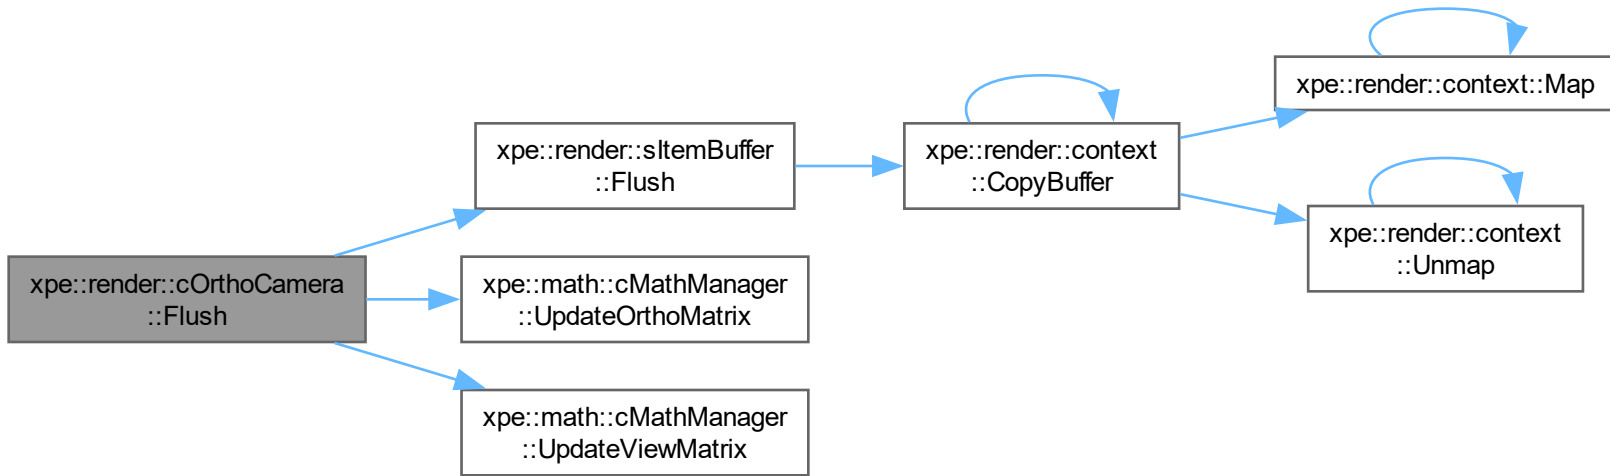 xpe::render::cOrthoCamera
::Flush
xpe::render::sItemBuffer
::Flush
xpe::math::cMathManager
::UpdateOrthoMatrix
xpe::math::cMathManager
::UpdateViewMatrix
xpe::render::context
::CopyBuffer
xpe::render::context::Map
xpe::render::context
::Unmap